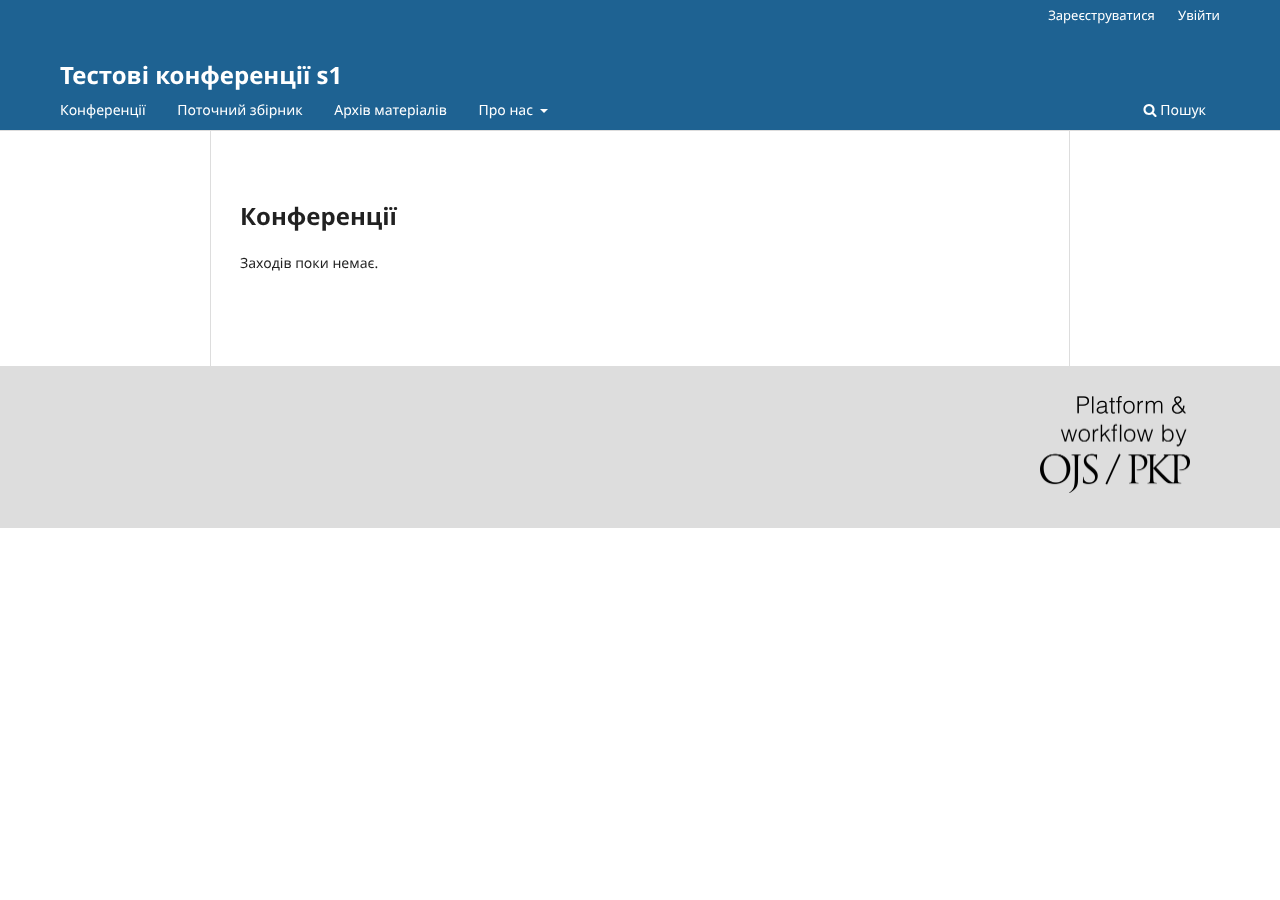 Зареєструватися Увійти
Тестові конференції s1
Конференції Поточний збірник Архів матеріалів Про нас Пошук
Конференції
Заходів поки немає.
Platform &
workflow by
OJS / PKP